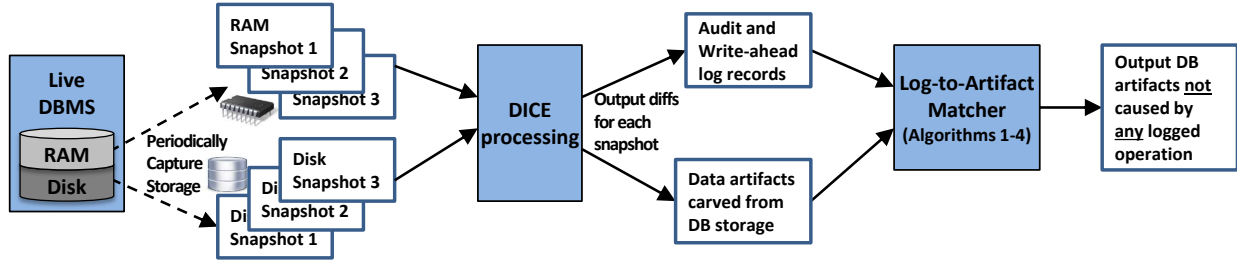 Live
DBMS
RAM
Disk
Periodically
Capture
Storage
RAM
Snapshot 1
Snapshot 2
Snapshot 3
Disk
Snapshot 3
Di
Snapshot 2
Di
Snapshot 1
DICE
processing
Output diffs
for each
snapshot
Audit and
Write-ahead
log records
Data artifacts
carved from
DB storage
Log-to-Artifact
Matcher
(Algorithms 1-4)
Output DB
artifacts not
caused by
any logged
operation